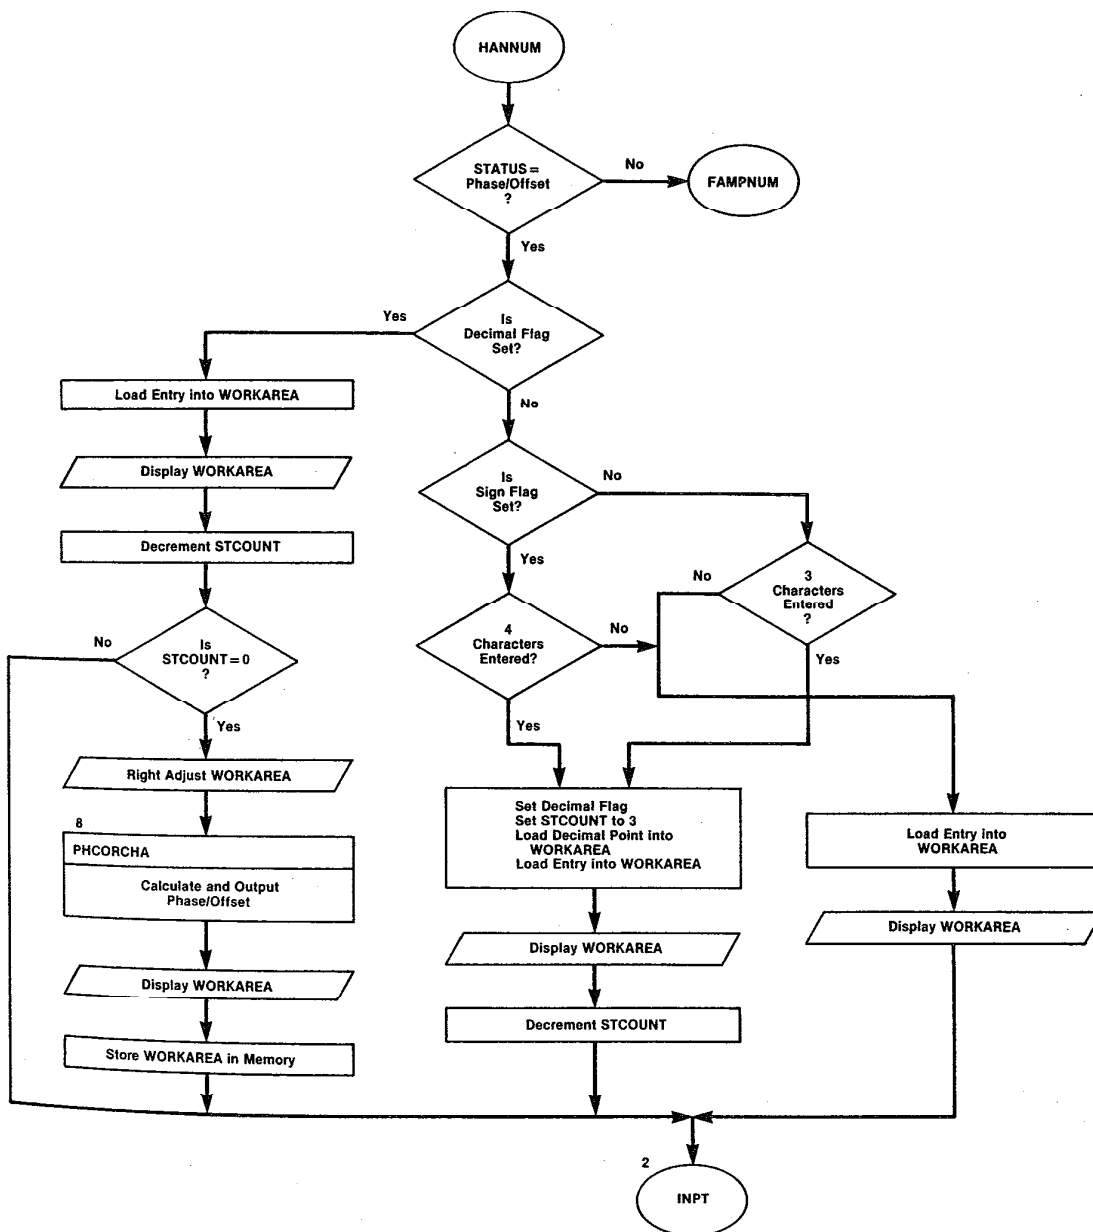 HANNUM
STATUS=
Phase/Offset
?
No
FAMPNUM
Yes
Is
Decimal Flag
Set?
Yes
No
Load Entry into WORKAREA
Display WORKAREA
Decrement STCOUNT
Is
STCOUNT=0
?
No
Yes
Right Adjust WORKAREA
8
PHCORCHA
Calculate and Output
Phase/Offset
Display WORKAREA
Store WORKAREA in Memory
Is
Sign Flag
Set?
No
Yes
4
Characters
Entered?
No
Yes
3
Characters
Entered
?
No
Yes
Set Decimal Flag
Set STCOUNT to 3
Load Decimal Point into
WORKAREA
Load Entry into WORKAREA
Display WORKAREA
Decrement STCOUNT
Load Entry into
WORKAREA
Display WORKAREA
2
INPT